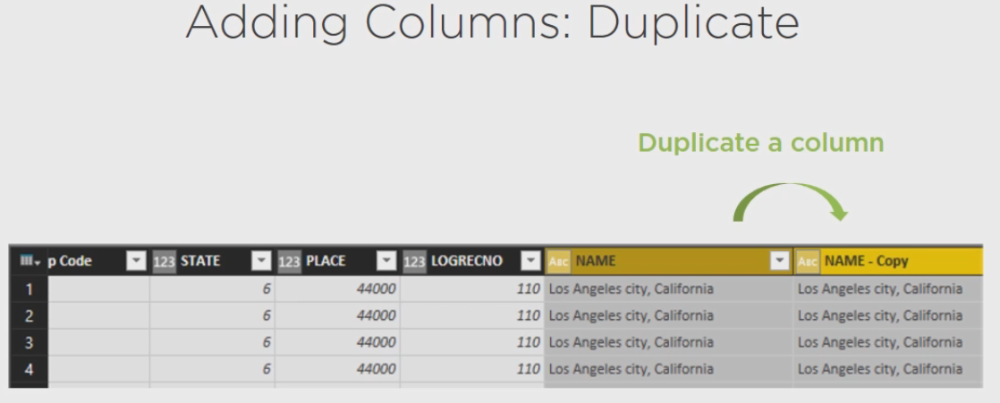 Adding Columns: Duplicate
Duplicate a column
p Code 123 STATE 123 PLACE 123 LOGRECNO ABC NAME ABC NAME - Copy
1 6 44000 110 Los Angeles city, California Los Angeles city, California
2 6 44000 110 Los Angeles city, California Los Angeles city, California
3 6 44000 110 Los Angeles city, California Los Angeles city, California
4 6 44000 110 Los Angeles city, California Los Angeles city, California